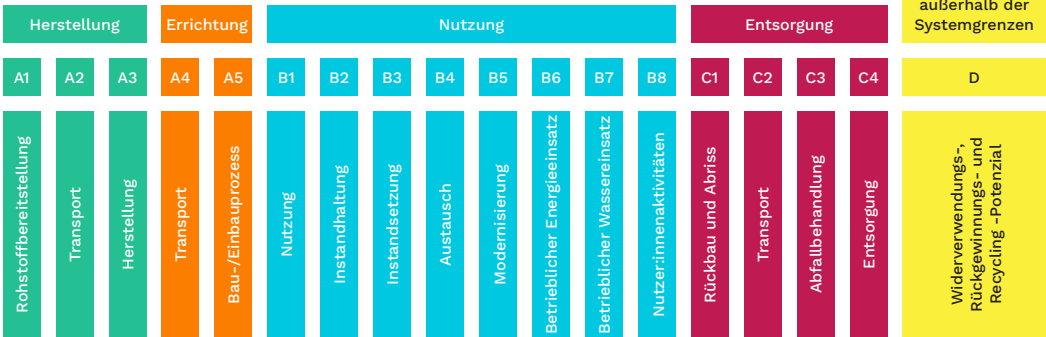 Herstellung
Errichtung
Nutzung
Entsorgung
außerhalb der
Systemgrenzen
A1
A2
A3
A4
A5
B1
B2
B3
B4
B5
B6
B7
B8
C1
C2
C3
C4
D
Rohstoffbereitstellung
Transport
Herstellung
Transport
Bau-/Einbauprozess
Nutzung
Instandhaltung
Instandsetzung
Austausch
Modernisierung
Betrieblicher Energieeinsatz
Betrieblicher Wassereinsatz
Nutzer:innenaktivitäten
Rückbau und Abriss
Transport
Abfallbehandlung
Entsorgung
Widerverwendungs-,
Rückgewinnungs- und
Recycling -Potenzial